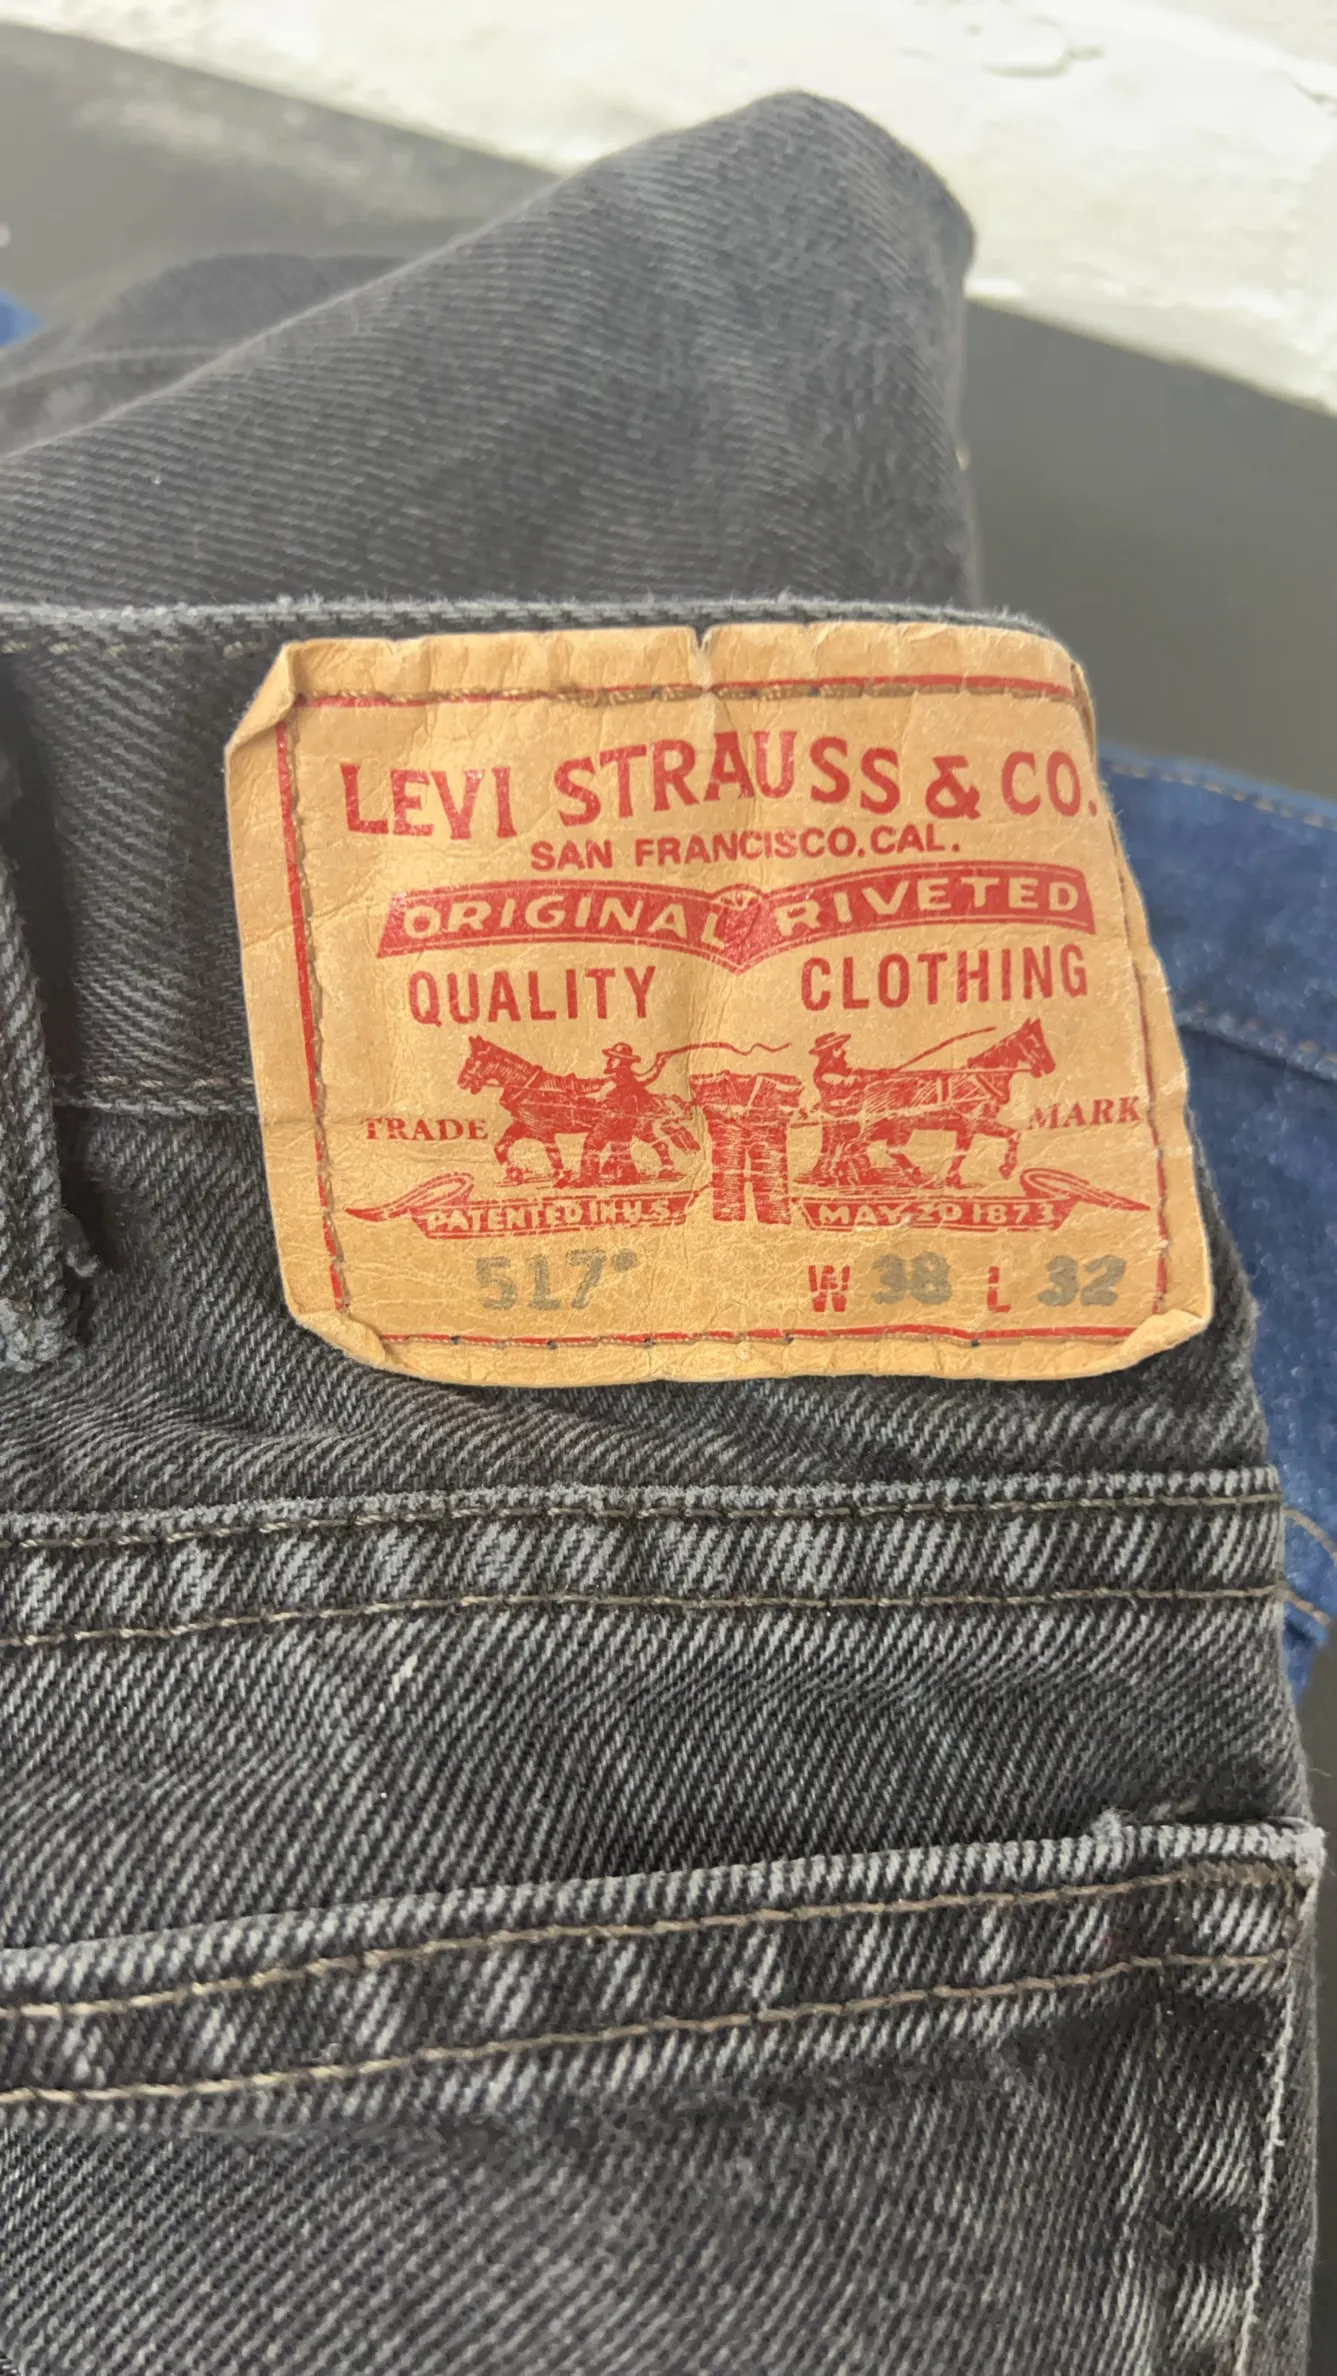 LEVI STRAUSS & CO.
SAN FRANCISCO, CAL.
ORIGINAL RIVETED
QUALITY CLOTHING
TRADE MARK
PATENTED IN U.S. MAY 20 1873
517® W 38 L 32